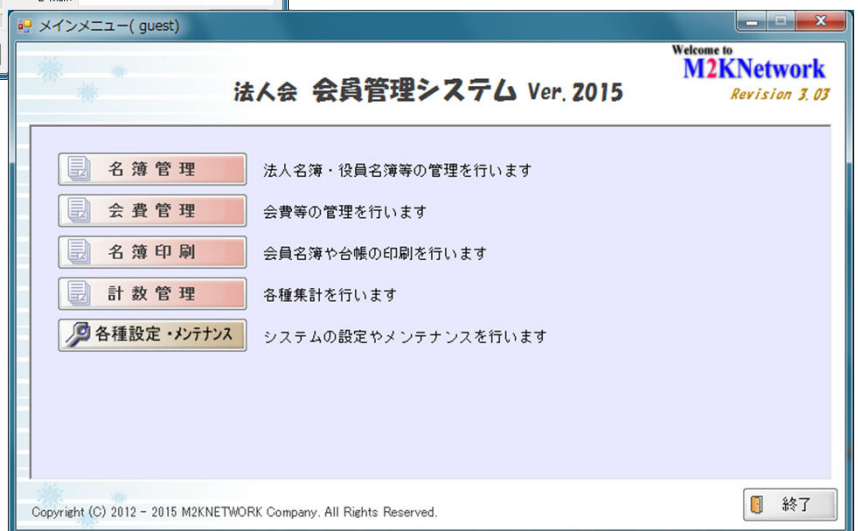 E-Mail
メインメニュー( guest)
Welcome to
M2KNetwork
法人会 会員管理システム Ver. 2015
Revision 3.03
名 簿 管 理 法人名簿・役員名簿等の管理を行います
会 費 管 理 会費等の管理を行います
名 簿 印 刷 会員名簿や台帳の印刷を行います
計 数 管 理 各種集計を行います
各種設定・メンテナンス システムの設定やメンテナンスを行います
Copyright (C) 2012 - 2015 M2KNETWORK Company. All Rights Reserved.
終了